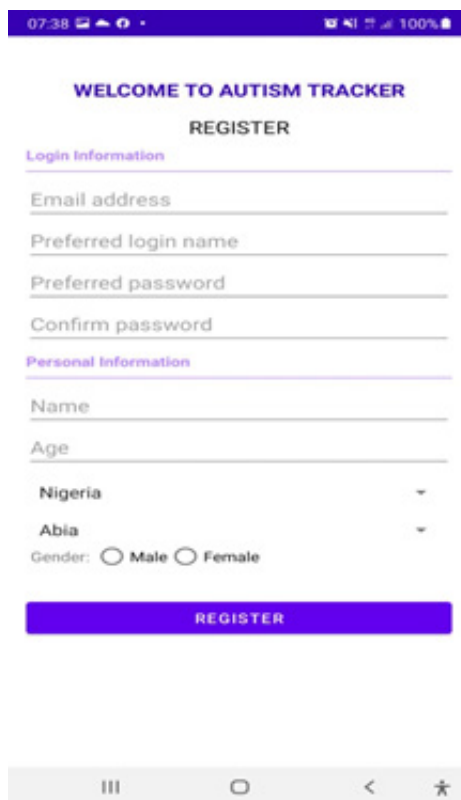 07:38 100%
WELCOME TO AUTISM TRACKER
REGISTER
Login Information
Email address
Preferred login name
Preferred password
Confirm password
Personal Information
Name
Age
Nigeria
Abia
Gender: Male Female
REGISTER